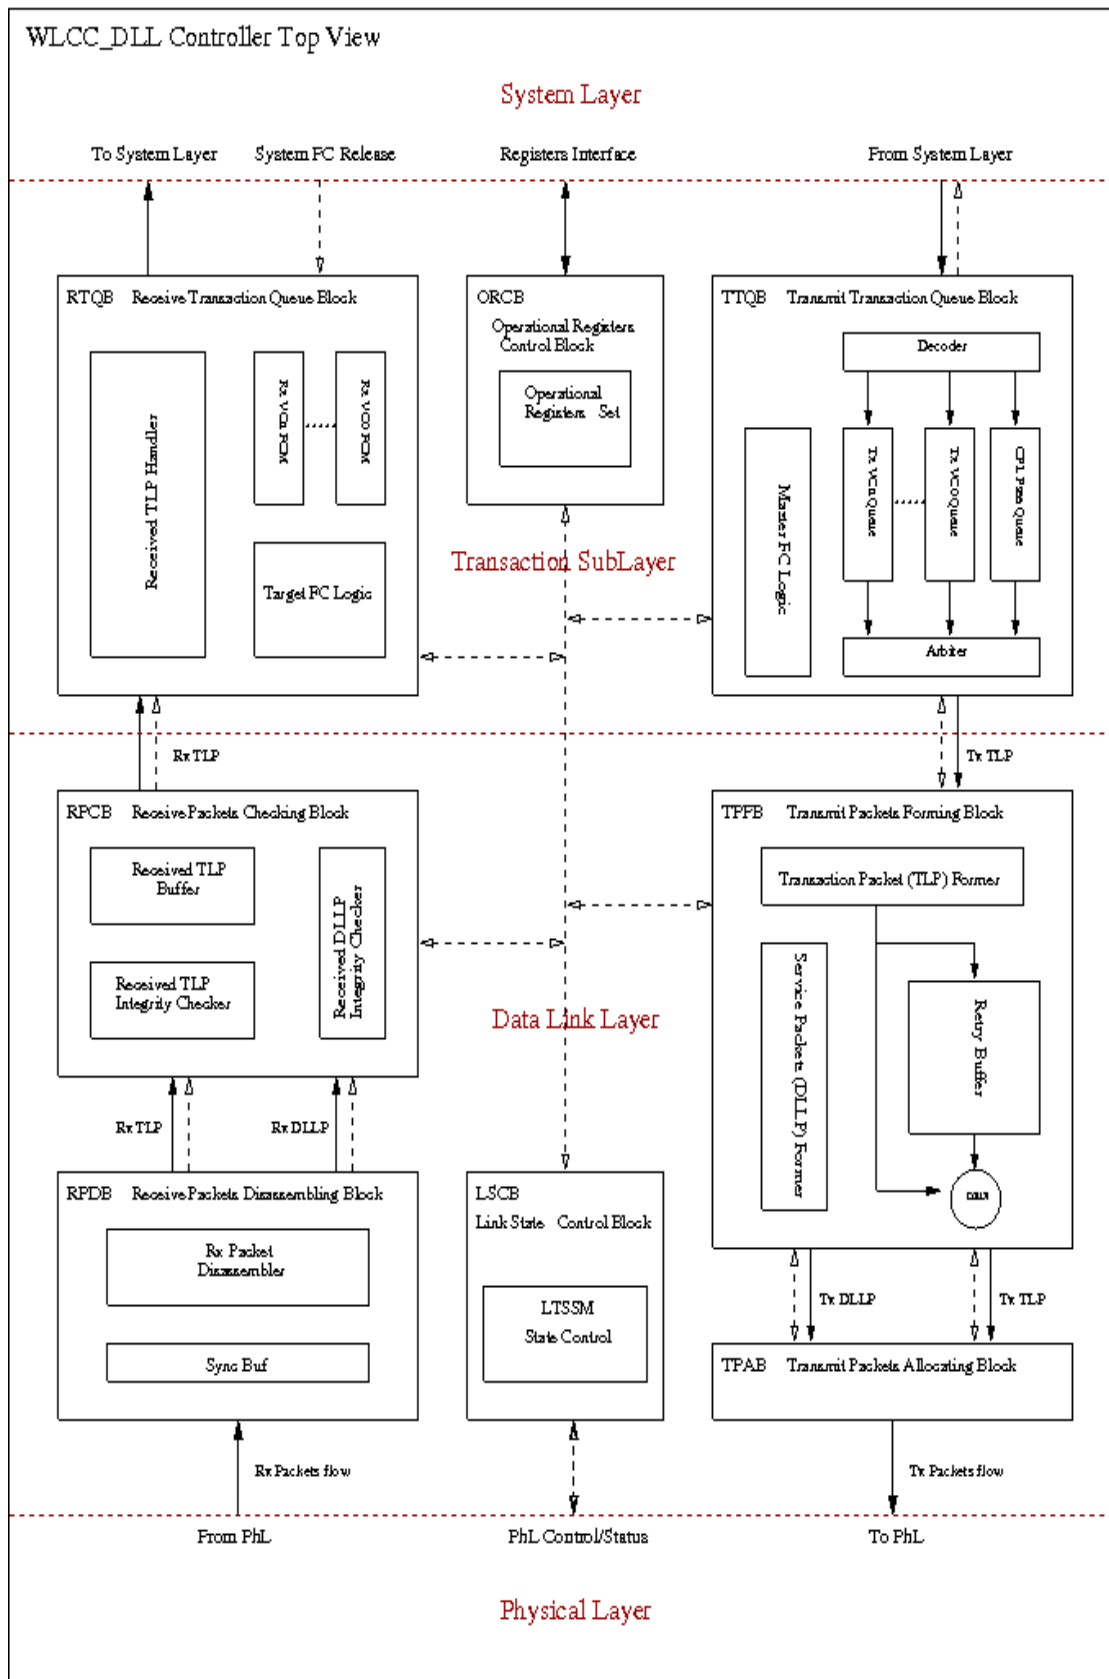 WLCC_DLL Controller Top View
System Layer
To System Layer
System FC Release
Registers Interface
From System Layer
RTQB Receive Transaction Queue Block
Received TLP Handler
Rx VCn FCM
Rx VC0 FCM
Target FC Logic
ORCB
Operational Registers
Control Block
Operational
Registers Set
TTQB Transmit Transaction Queue Block
Decoder
Master FC Logic
Tx VCn Queue
Tx VC0 Queue
CPL Pass Queue
Arbiter
Transaction SubLayer
Rx TLP
Tx TLP
RPCB Receive Packets Checking Block
Received TLP
Buffer
Received TLP
Integrity Checker
Received DLLP
Integrity Checker
TPFB Transmit Packets Forming Block
Transaction Packet (TLP) Former
Service Packets (DLLP) Former
Retry Buffer
Data Link Layer
Rx TLP
Rx DLLP
RPDB Receive Packets Disassembling Block
Rx Packet
Disassembler
Sync Buf
LSCB
Link State Control Block
LTSSM
State Control
Tx DLLP
Tx TLP
TPAB Transmit Packets Allocating Block
Rx Packets flow
Tx Packets flow
From PhL
PhL Control/Status
To PhL
Physical Layer